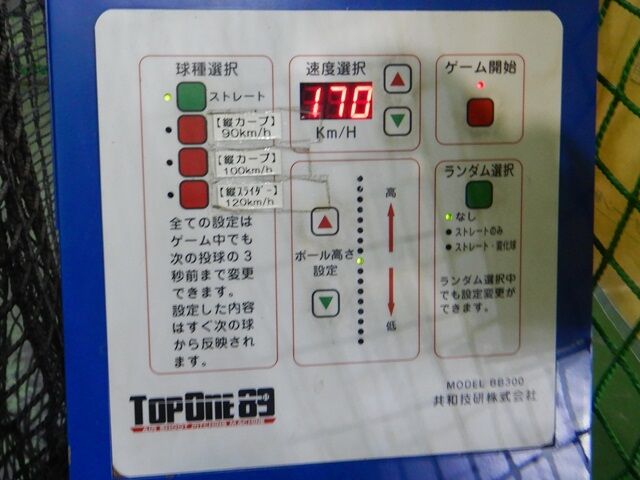 球種選択
ストレート
【縦カーブ】
90km/h
【縦カーブ】
100km/h
【縦スライダー】
120km/h
全ての設定は
ゲーム中でも
次の投球の3
秒前まで変更
できます。
設定した内容
はすぐ次の球
から反映され
ます。
速度選択
170
Km/H
高
ボール高さ
設定
低
ゲーム開始
ランダム選択
なし
ストレートのみ
ストレート・変化球
ランダム選択中
でも設定変更が
できます。
TOPONE 89
AIR SHOOT PITCHING MACHINE
MODEL BB300
共和技研株式会社